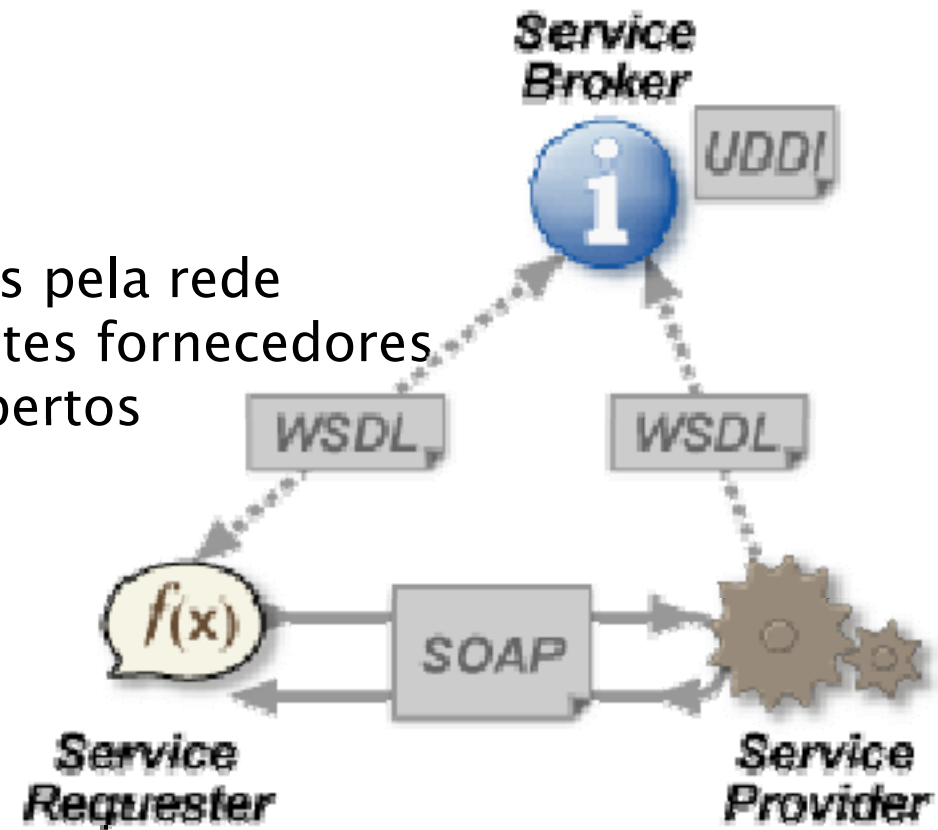 Service
Broker
UDDI
s pela rede
tes fornecedores
pertos
WSDL
WSDL
f(x)
SOAP
Service
Requester
Service
Provider